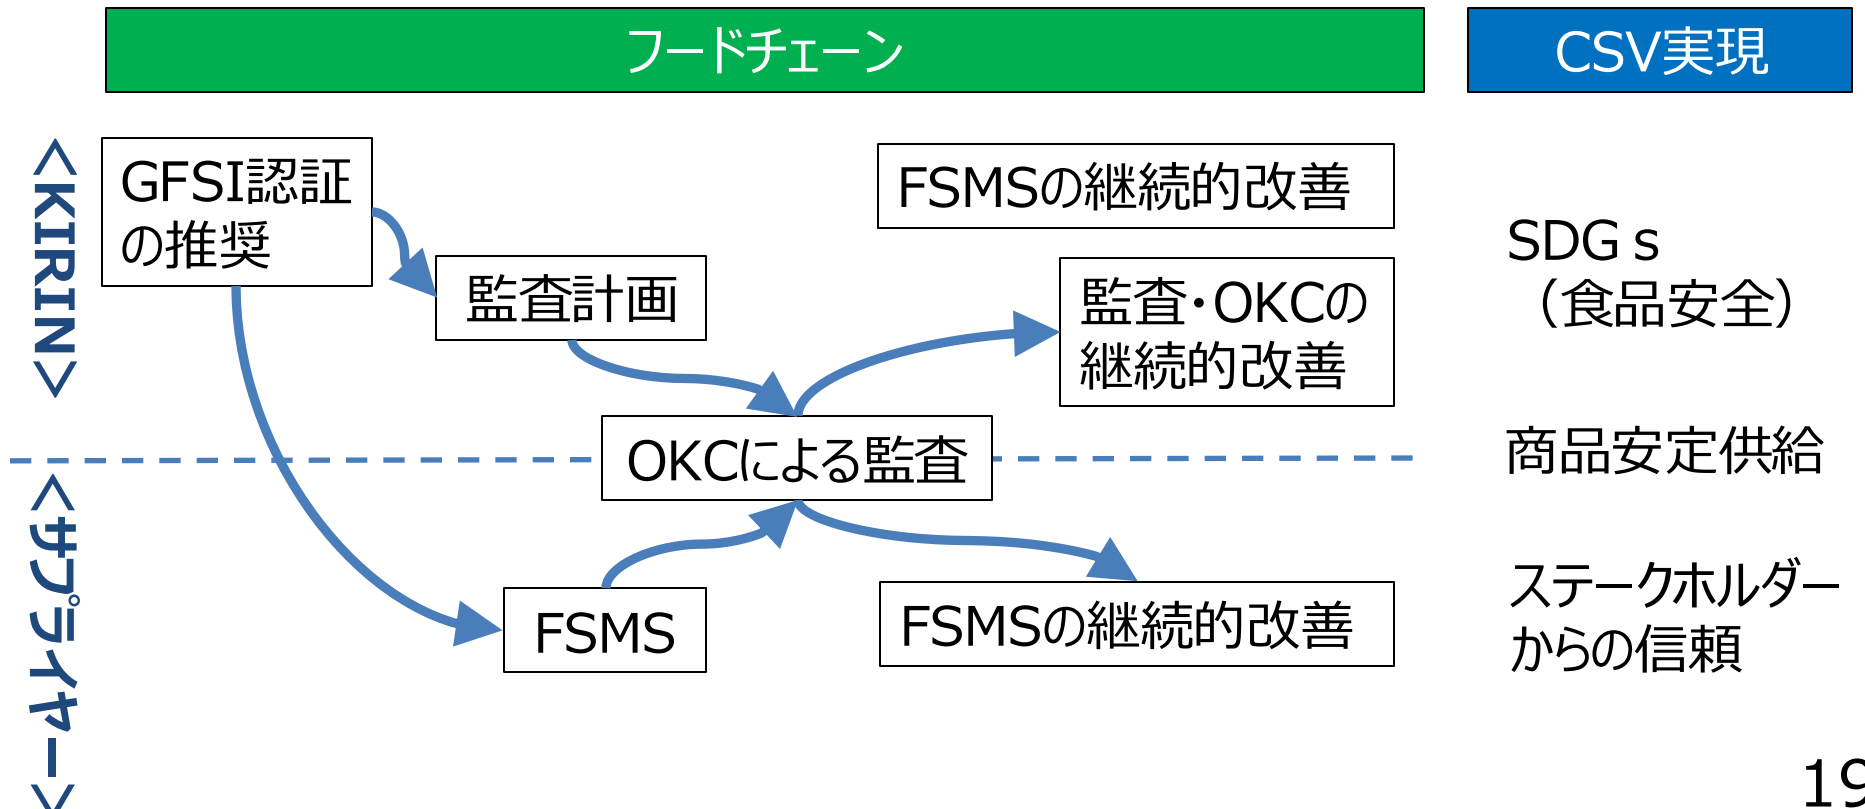 フードチェーン
CSV実現
<KIRIN>
GFSI認証
の推奨
FSMSの継続的改善
監査計画
監査・OKCの
継続的改善
SDGｓ
（食品安全）
OKCによる監査
商品安定供給
<サプライヤー>
FSMS
FSMSの継続的改善
ステークホルダー
からの信頼
19